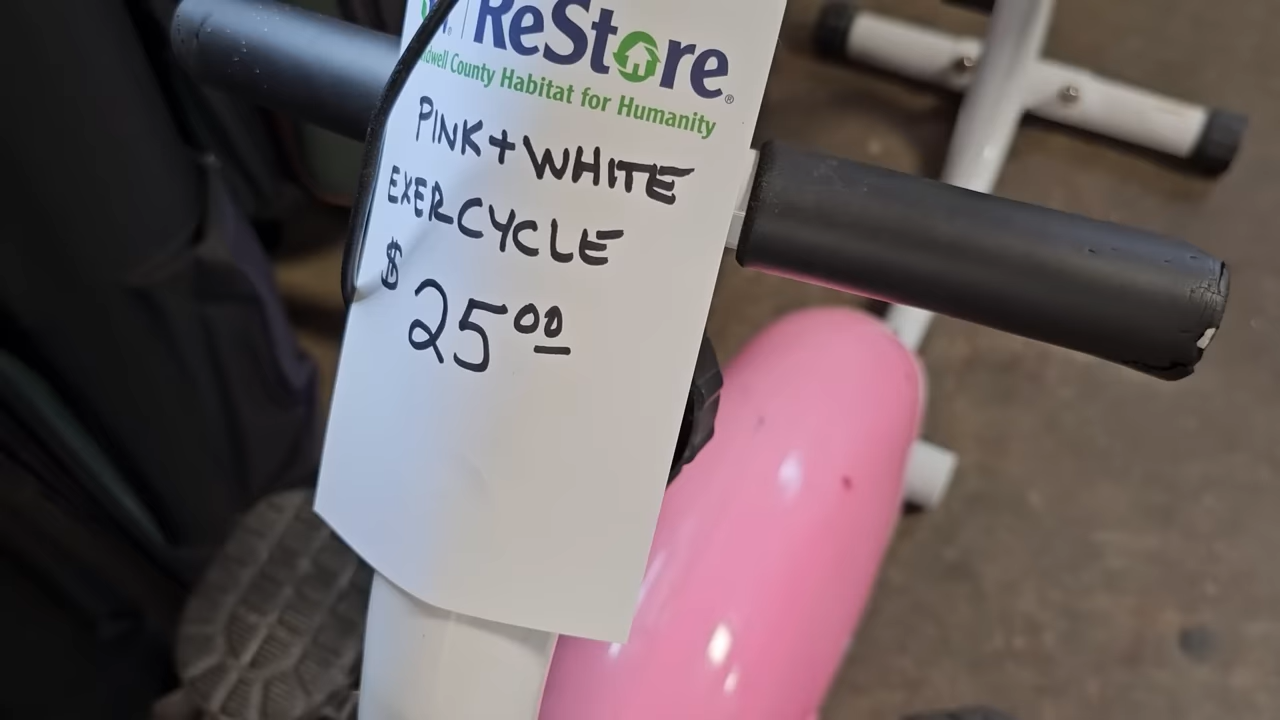 ReStore®
County Habitat for Humanity
PINK + WHITE
EXERCYCLE
$
25 00